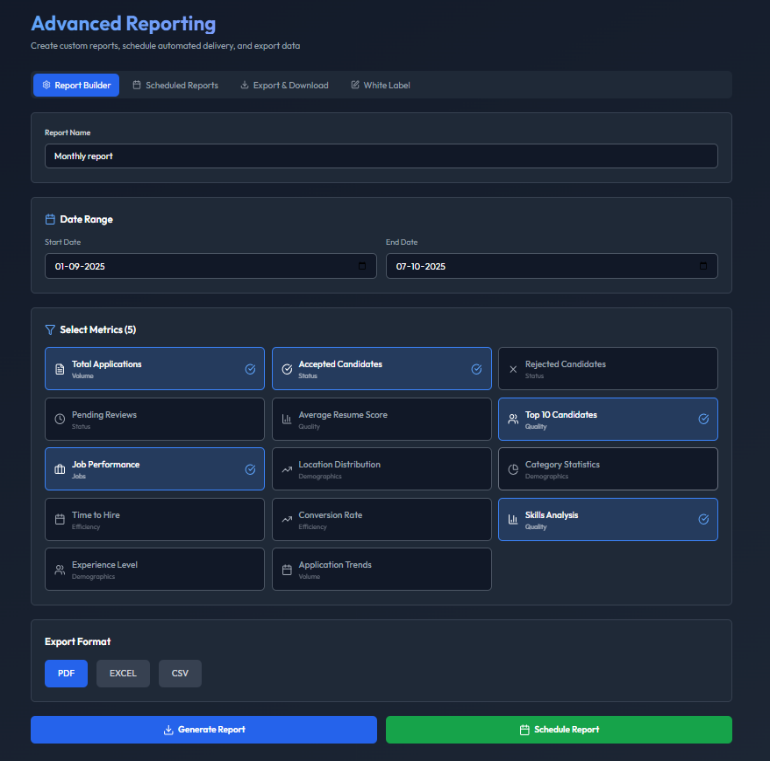 Advanced Reporting
Create custom reports, schedule automated delivery, and export data
Report Builder
Scheduled Reports
Export & Download
White Label
Report Name
Monthly report
Date Range
Start Date
End Date
01-09-2025
07-10-2025
Select Metrics (5)
Total Applications
Volume
Accepted Candidates
Status
Rejected Candidates
Status
Pending Reviews
Status
Average Resume Score
Quality
Top 10 Candidates
Quality
Job Performance
Jobs
Location Distribution
Demographics
Category Statistics
Demographics
Time to Hire
Efficiency
Conversion Rate
Efficiency
Skills Analysis
Quality
Experience Level
Demographics
Application Trends
Volume
Export Format
PDF
EXCEL
CSV
Generate Report
Schedule Report